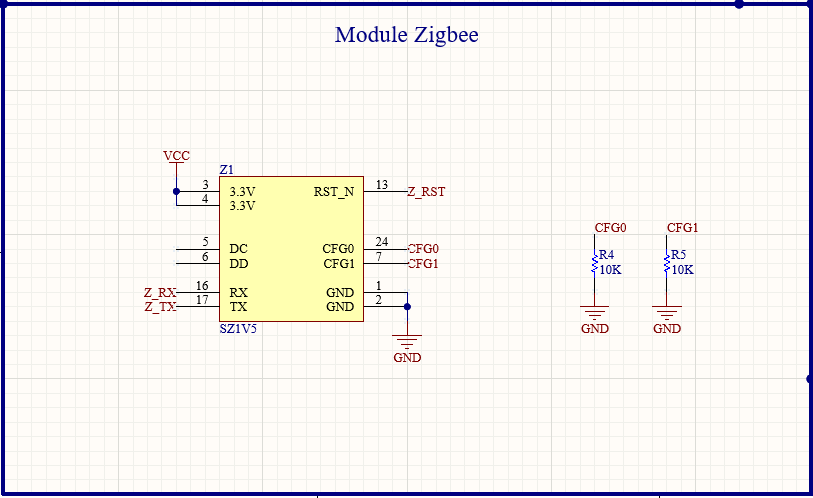 Module Zigbee
VCC
Z1
3 3.3V RST_N 13 Z_RST
4 3.3V
5 DC CFG0 24 CFG0
6 DD CFG1 7 CFG1
Z_RX 16 RX GND 1
Z_TX 17 TX GND 2
SZ1V5
GND
CFG0 CFG1
R4 R5
10K 10K
GND GND